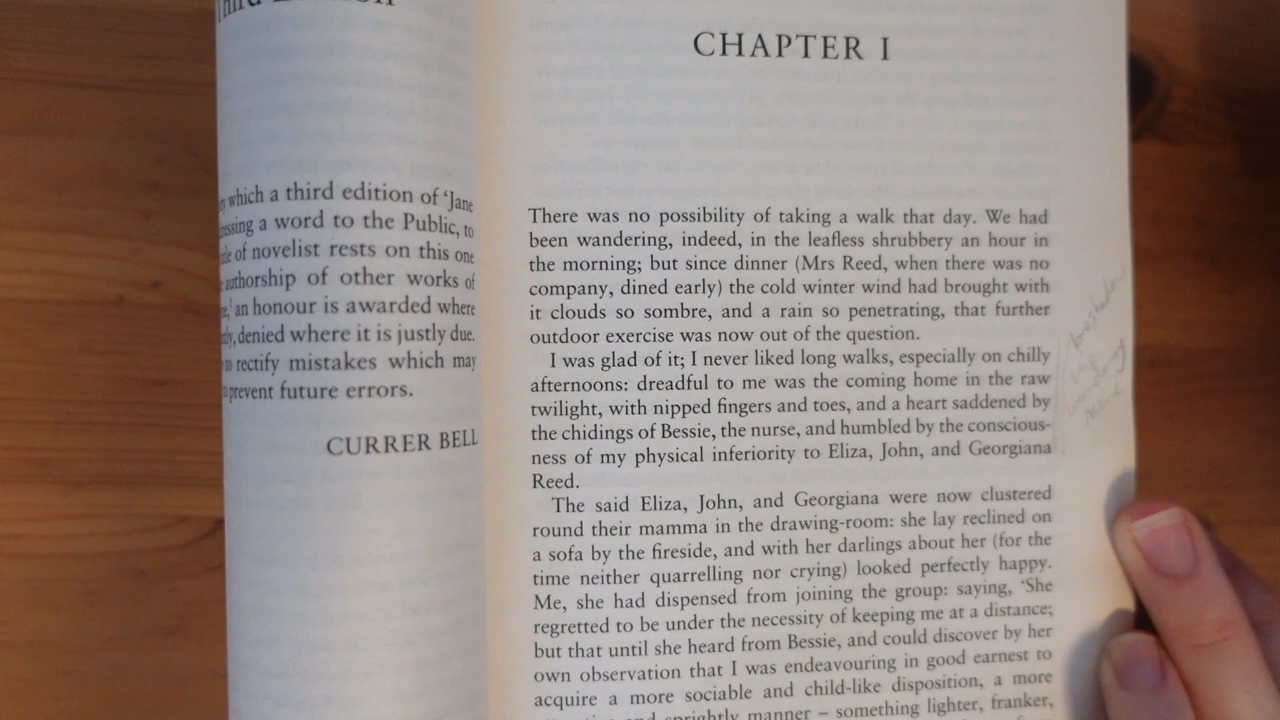 Third
which a third edition of 'Jane
a word to the Public, to
of novelist rests on this one
authorship of other works of
an honour is awarded where
denied where it is justly due.
to rectify mistakes which may
prevent future errors.
CURRER BELL
CHAPTER I
There was no possibility of taking a walk that day. We had
been wandering, indeed, in the leafless shrubbery an hour in
the morning; but since dinner (Mrs Reed, when there was no
company, dined early) the cold winter wind had brought with
it clouds so sombre, and a rain so penetrating, that further
outdoor exercise was now out of the question.
I was glad of it; I never liked long walks, especially on chilly
afternoons: dreadful to me was the coming home in the raw
twilight, with nipped fingers and toes, and a heart saddened by
the chidings of Bessie, the nurse, and humbled by the conscious-
ness of my physical inferiority to Eliza, John, and Georgiana
Reed.
The said Eliza, John, and Georgiana were now clustered
round their mamma in the drawing-room: she lay reclined on
a sofa by the fireside, and with her darlings about her (for the
time neither quarrelling nor crying) looked perfectly happy.
Me, she had dispensed from joining the group: saying, 'She
regretted to be under the necessity of keeping me at a distance;
but that until she heard from Bessie, and could discover by her
own observation that I was endeavouring in good earnest to
acquire a more sociable and child-like disposition, a more
sprightly manner – something lighter, franker,